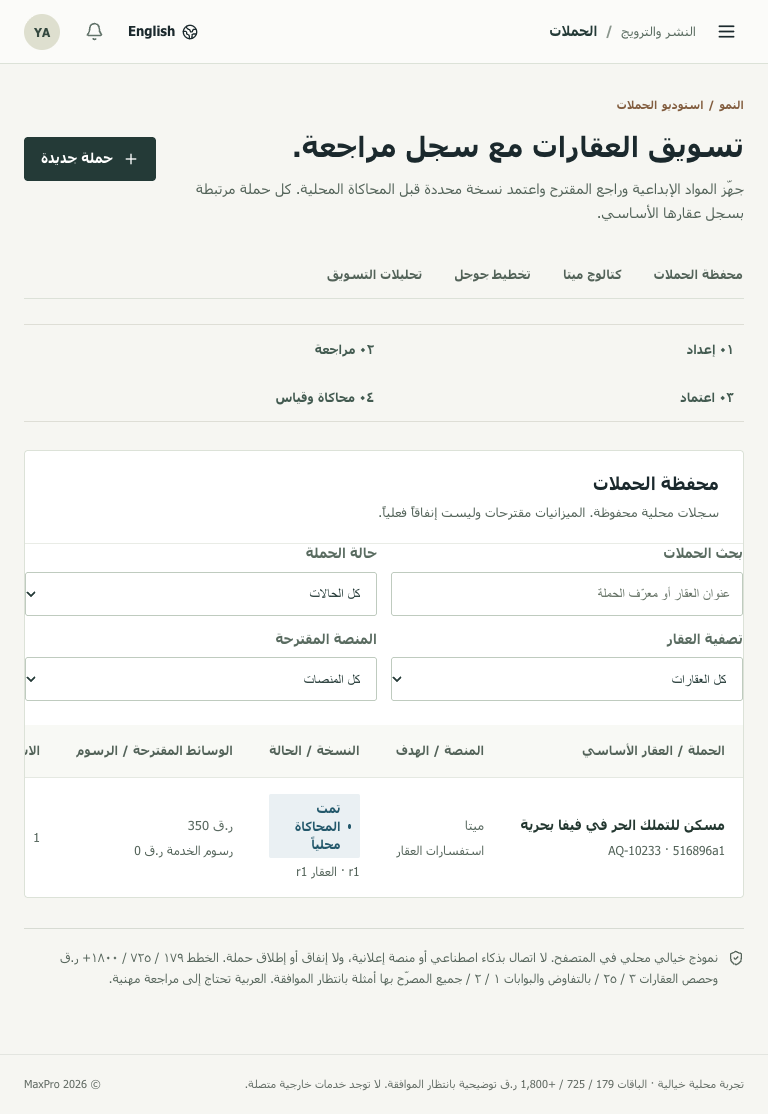 النشر والترويج / الحملات
English
YA
النمو / استوديو الحملات
تسويق العقارات مع سجل مراجعة.
حملة جديدة
جهّز المواد الإبداعية وراجع المقترح واعتمد نسخة محددة قبل المحاكاة المحلية. كل حملة مرتبطة
بسجل عقارها الأساسي.
محفظة الحملات كتالوج ميتا تخطيط جوجل تحليلات التسويق
٠١ إعداد ٠٢ مراجعة
٠٣ اعتماد ٠٤ محاكاة وقياس
محفظة الحملات
سجلات محلية محفوظة. الميزانيات مقترحات وليست إنفاقاً فعلياً.
بحث الحملات حالة الحملة
عنوان العقار أو معرّف الحملة كل الحالات
تصفية العقار المنصة المقترحة
كل العقارات كل المنصات
الحملة / العقار الأساسي المنصة / الهدف النسخة / الحالة الوسائط المقترحة / الرسوم
مسكن للتملك الحر في فيفا بحرية
AQ-10233 · 516896a1
ميتا
استفسارات العقار
تمت
• المحاكاة
محلياً
r1 · العقار r1
ر.ق 350
رسوم الخدمة ر.ق 0
1
نموذج خيالي محلي في المتصفح. لا اتصال بذكاء اصطناعي أو منصة إعلانية، ولا إنفاق أو إطلاق حملة. الخطط ١٧٩ / ٧٢٥ / ١٨٠٠+ ر.ق
وحصص العقارات ٣ / ٢٥ / بالتفاوض والبوابات ١ / ٢ / جميع المصرّح بها أمثلة بانتظار الموافقة. العربية تحتاج إلى مراجعة مهنية.
تجربة محلية خيالية · الباقات 179 / 725 / +1,800 ر.ق توضيحية بانتظار الموافقة. لا توجد خدمات خارجية متصلة.
© 2026 MaxPro